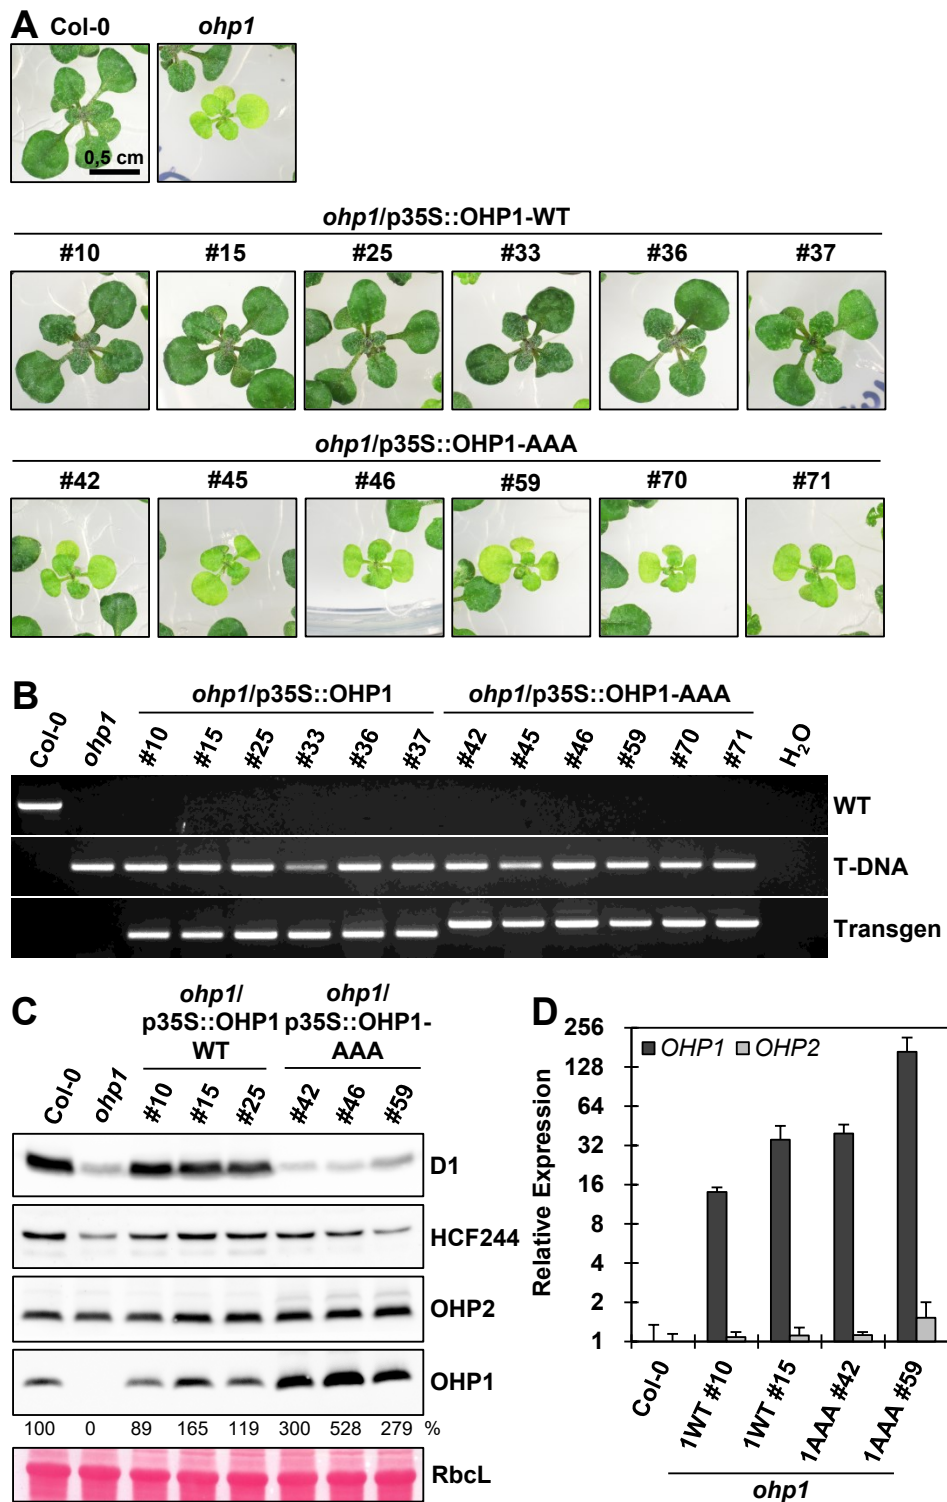 A Col-0 ohp1
0,5 cm
ohp1/p35S::OHP1-WT
#10 #15 #25 #33 #36 #37
ohp1/p35S::OHP1-AAA
#42 #45 #46 #59 #70 #71
B
ohp1/p35S::OHP1 ohp1/p35S::OHP1-AAA
Col-0 ohp1 #10 #15 #25 #33 #36 #37 #42 #45 #46 #59 #70 #71 H2O
WT
T-DNA
Transgen
C
ohp1/ ohp1/
p35S::OHP1 p35S::OHP1-
WT AAA
Col-0 ohp1 #10 #15 #25 #42 #46 #59
D1
HCF244
OHP2
OHP1
100 0 89 165 119 300 528 279 %
RbcL
D
OHP1 OHP2
Relative Expression
256
128
64
32
16
8
4
2
1
Col-0 1WT #10 1WT #15 1AAA #42 1AAA #59
ohp1